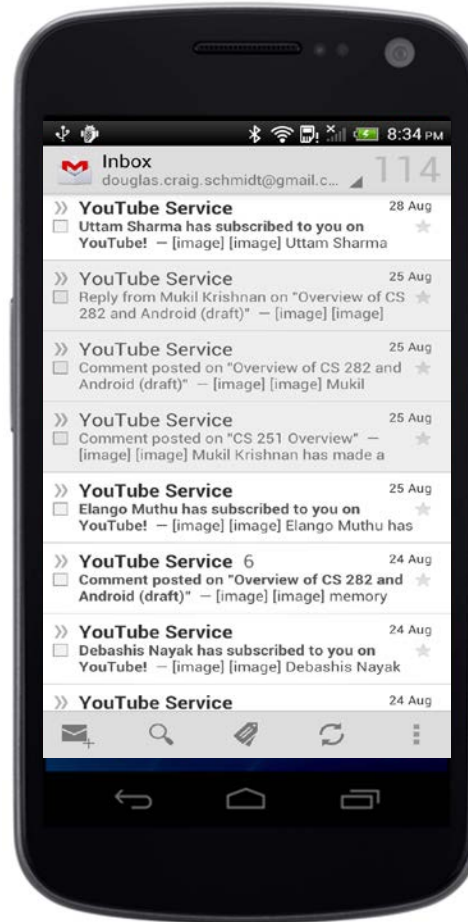 8:34 PM
Inbox
114
douglas.craig.schmidt@gmail.c...
» YouTube Service 28 Aug
Uttam Sharma has subscribed to you on
YouTube! – [image] [image] Uttam Sharma
» YouTube Service 25 Aug
Reply from Mukil Krishnan on "Overview of CS
282 and Android (draft)" – [image] [image]
» YouTube Service 25 Aug
Comment posted on "Overview of CS 282 and
Android (draft)" – [image] [image] Mukil
» YouTube Service 25 Aug
Comment posted on "CS 251 Overview" –
[image] [image] Mukil Krishnan has made a
» YouTube Service 25 Aug
Elango Muthu has subscribed to you on
YouTube! – [image] [image] Elango Muthu has
» YouTube Service 6 24 Aug
Comment posted on "Overview of CS 282 and
Android (draft)" – [image] [image] memory
» YouTube Service 24 Aug
Debashis Nayak has subscribed to you on
YouTube! – [image] [image] Debashis Nayak
» YouTube Service 24 Aug